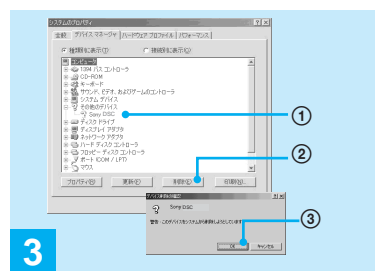 システムのプロパティ
全般 デバイス マネージャ ハードウェア プロファイル パフォーマンス
種類別に表示(T) 接続別に表示(C)
コンピュータ
1394 バス コントローラ
CD-ROM
キーボード
サウンド、ビデオ、およびゲームのコントローラ
システム デバイス
その他のデバイス
Sony DSC
①
ディスク ドライブ
ディスプレイ アダプタ
ネットワーク アダプタ
ハード ディスク コントローラ
フロッピー ディスク コントローラ
ポート (COM / LPT)
マウス
②
プロパティ(R) 更新(F) 削除(E) 印刷(N)...
デバイス削除の確認
Sony DSC
警告 : このデバイスをシステムから削除しようとしています
③
OK キャンセル
3